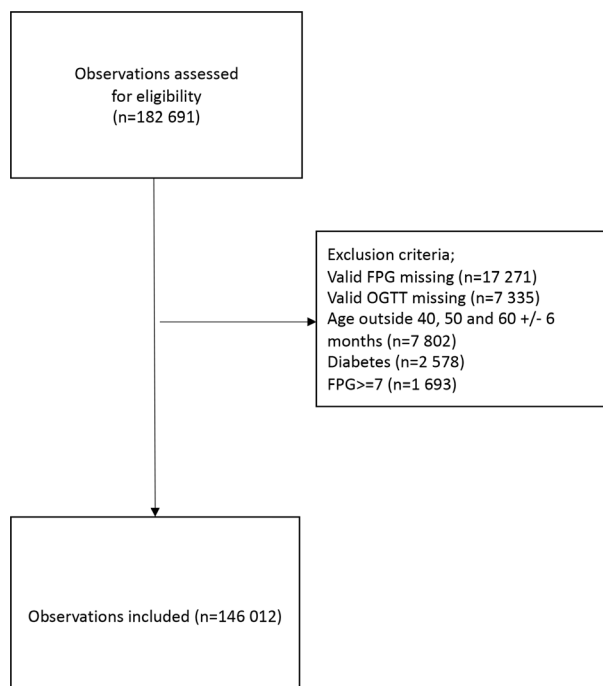 Observations assessed
for eligibility
(n=182 691)
Exclusion criteria;
Valid FPG missing (n=17 271)
Valid OGTT missing (n=7 335)
Age outside 40, 50 and 60 +/- 6
months (n=7 802)
Diabetes (n=2 578)
FPG>=7 (n=1 693)
Observations included (n=146 012)